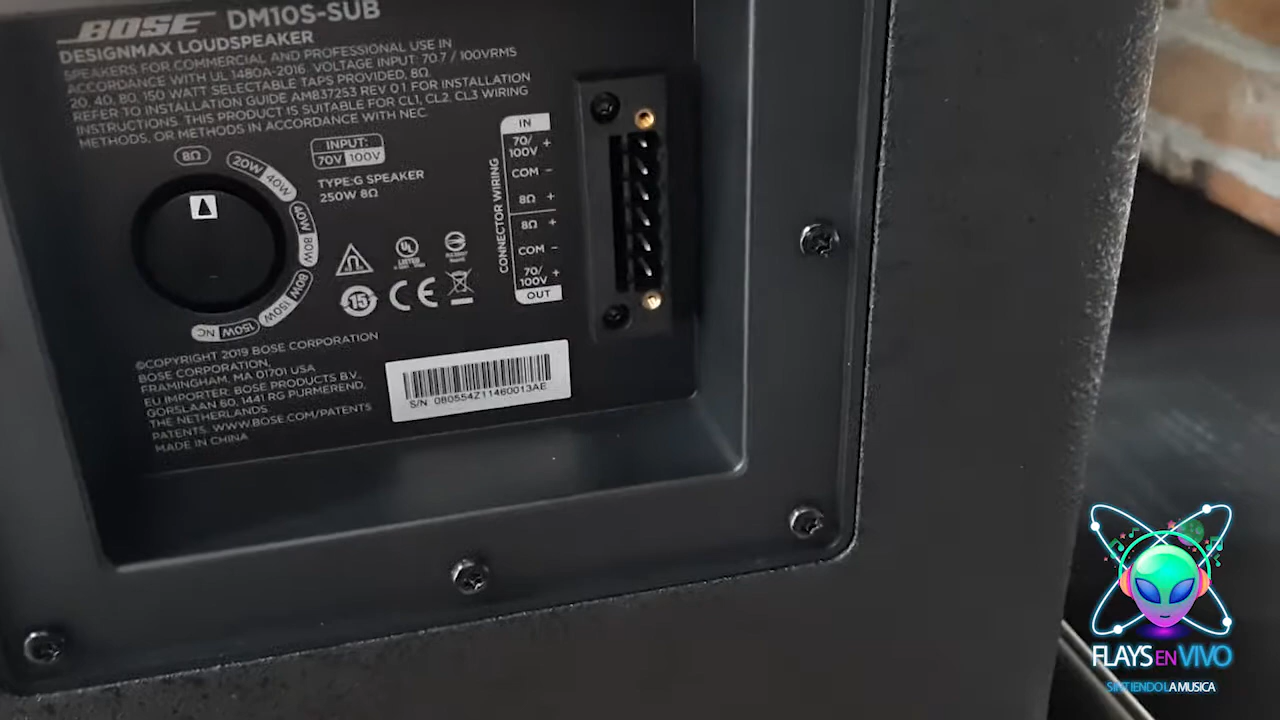 BOSE DM10S-SUB
DESIGNMAX LOUDSPEAKER
SPEAKERS FOR COMMERCIAL AND PROFESSIONAL USE IN
ACCORDANCE WITH UL 1480A-2016. VOLTAGE INPUT: 70.7 / 100VRMS
20, 40, 80, 150 WATT SELECTABLE TAPS PROVIDED, 8Ω.
REFER TO INSTALLATION GUIDE AM837253 REV 01 FOR INSTALLATION
INSTRUCTIONS. THIS PRODUCT IS SUITABLE FOR CL1, CL2, CL3 WIRING
METHODS, OR METHODS IN ACCORDANCE WITH NEC.
8Ω
20W 40W
40W 80W
80W 150W
150W NC
INPUT:
70V 100V
TYPE:G SPEAKER
250W 8Ω
UL
LISTED
15
CE
CONNECTOR WIRING
IN
70/
100V +
COM -
8Ω +
8Ω +
COM -
70/
100V +
OUT
©COPYRIGHT 2019 BOSE CORPORATION
BOSE CORPORATION,
FRAMINGHAM, MA 01701 USA
EU IMPORTER: BOSE PRODUCTS B.V.
GORSLAAN 60, 1441 RG PURMEREND,
THE NETHERLANDS
PATENTS: WWW.BOSE.COM/PATENTS
MADE IN CHINA
S/N 080554Z11460013AE
FLAYS EN VIVO
SINTIENDO LA MUSICA